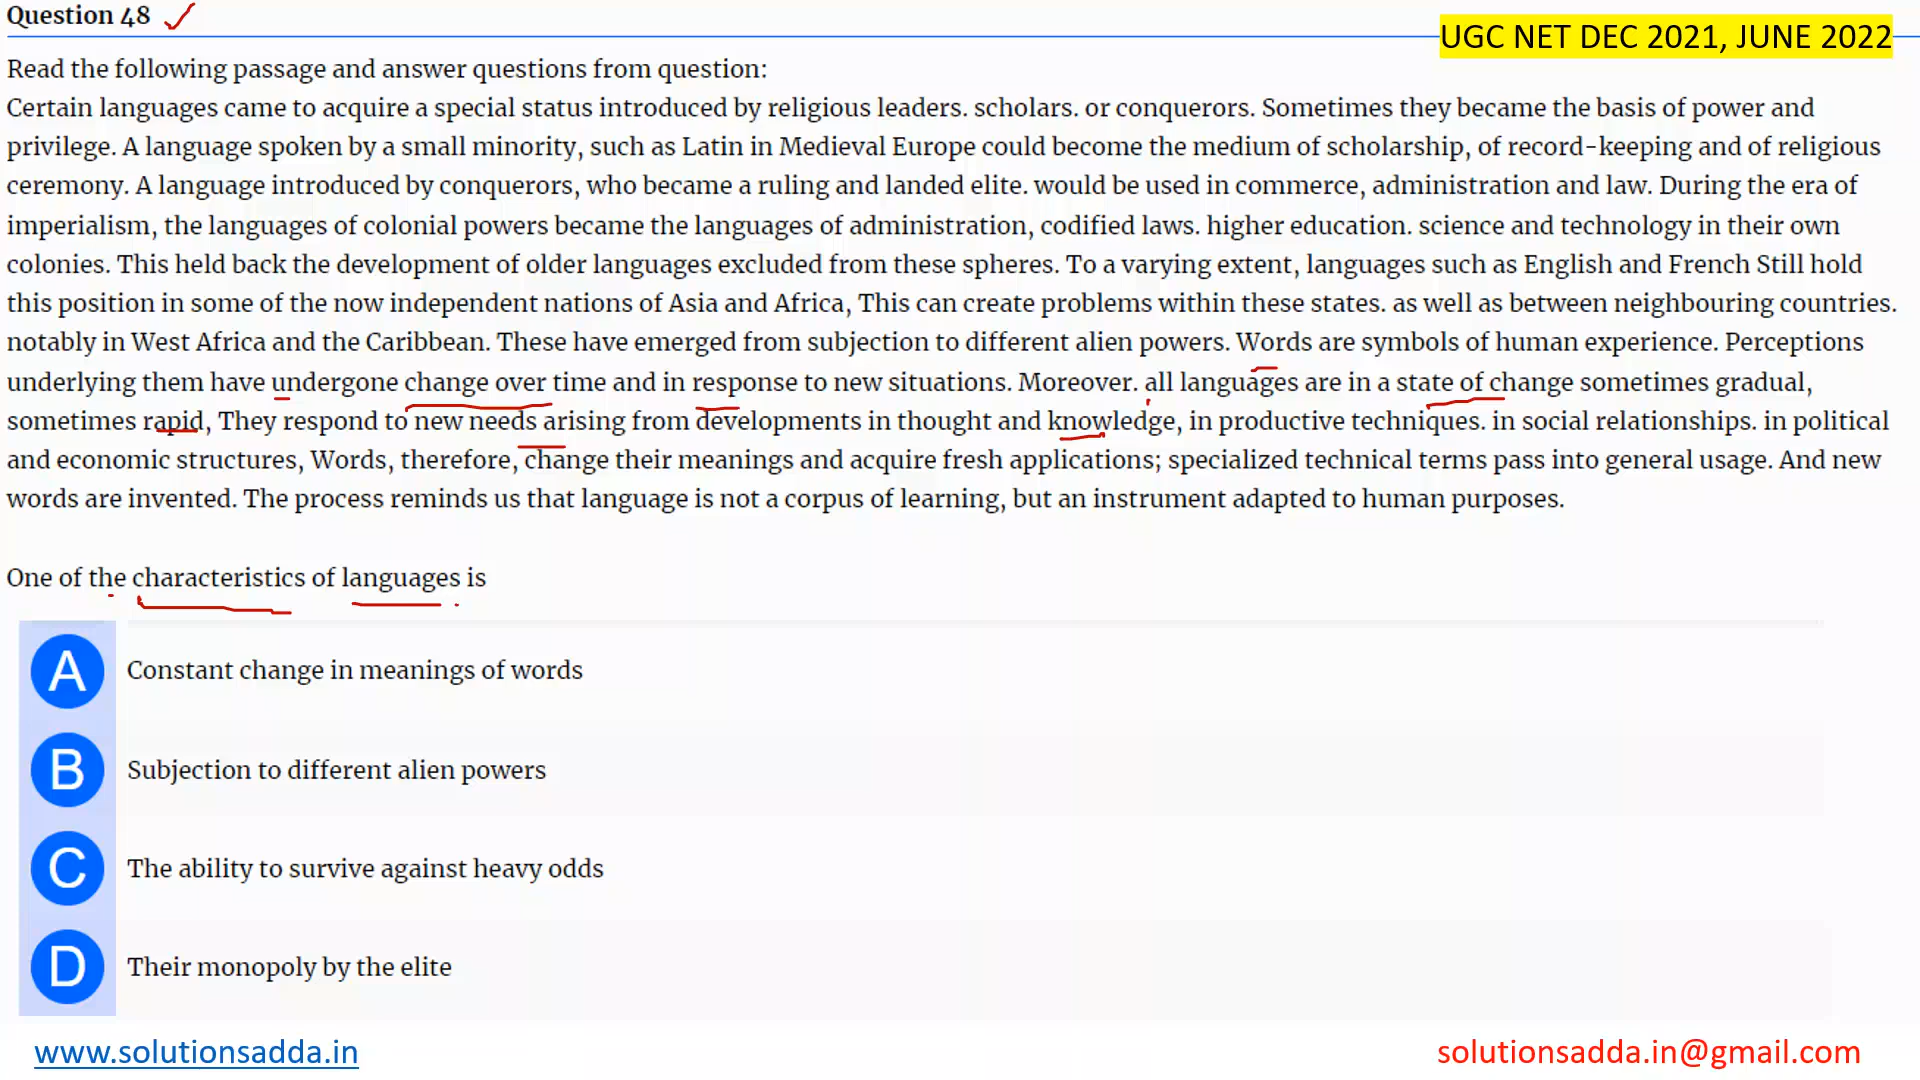 Question 48
UGC NET DEC 2021, JUNE 2022
Read the following passage and answer questions from question:
Certain languages came to acquire a special status introduced by religious leaders. scholars. or conquerors. Sometimes they became the basis of power and
privilege. A language spoken by a small minority, such as Latin in Medieval Europe could become the medium of scholarship, of record-keeping and of religious
ceremony. A language introduced by conquerors, who became a ruling and landed elite. would be used in commerce, administration and law. During the era of
imperialism, the languages of colonial powers became the languages of administration, codified laws. higher education. science and technology in their own
colonies. This held back the development of older languages excluded from these spheres. To a varying extent, languages such as English and French Still hold
this position in some of the now independent nations of Asia and Africa, This can create problems within these states. as well as between neighbouring countries.
notably in West Africa and the Caribbean. These have emerged from subjection to different alien powers. Words are symbols of human experience. Perceptions
underlying them have undergone change over time and in response to new situations. Moreover. all languages are in a state of change sometimes gradual,
sometimes rapid, They respond to new needs arising from developments in thought and knowledge, in productive techniques. in social relationships. in political
and economic structures, Words, therefore, change their meanings and acquire fresh applications; specialized technical terms pass into general usage. And new
words are invented. The process reminds us that language is not a corpus of learning, but an instrument adapted to human purposes.
One of the characteristics of languages is
A Constant change in meanings of words
B Subjection to different alien powers
C The ability to survive against heavy odds
D Their monopoly by the elite
www.solutionsadda.in
solutionsadda.in@gmail.com